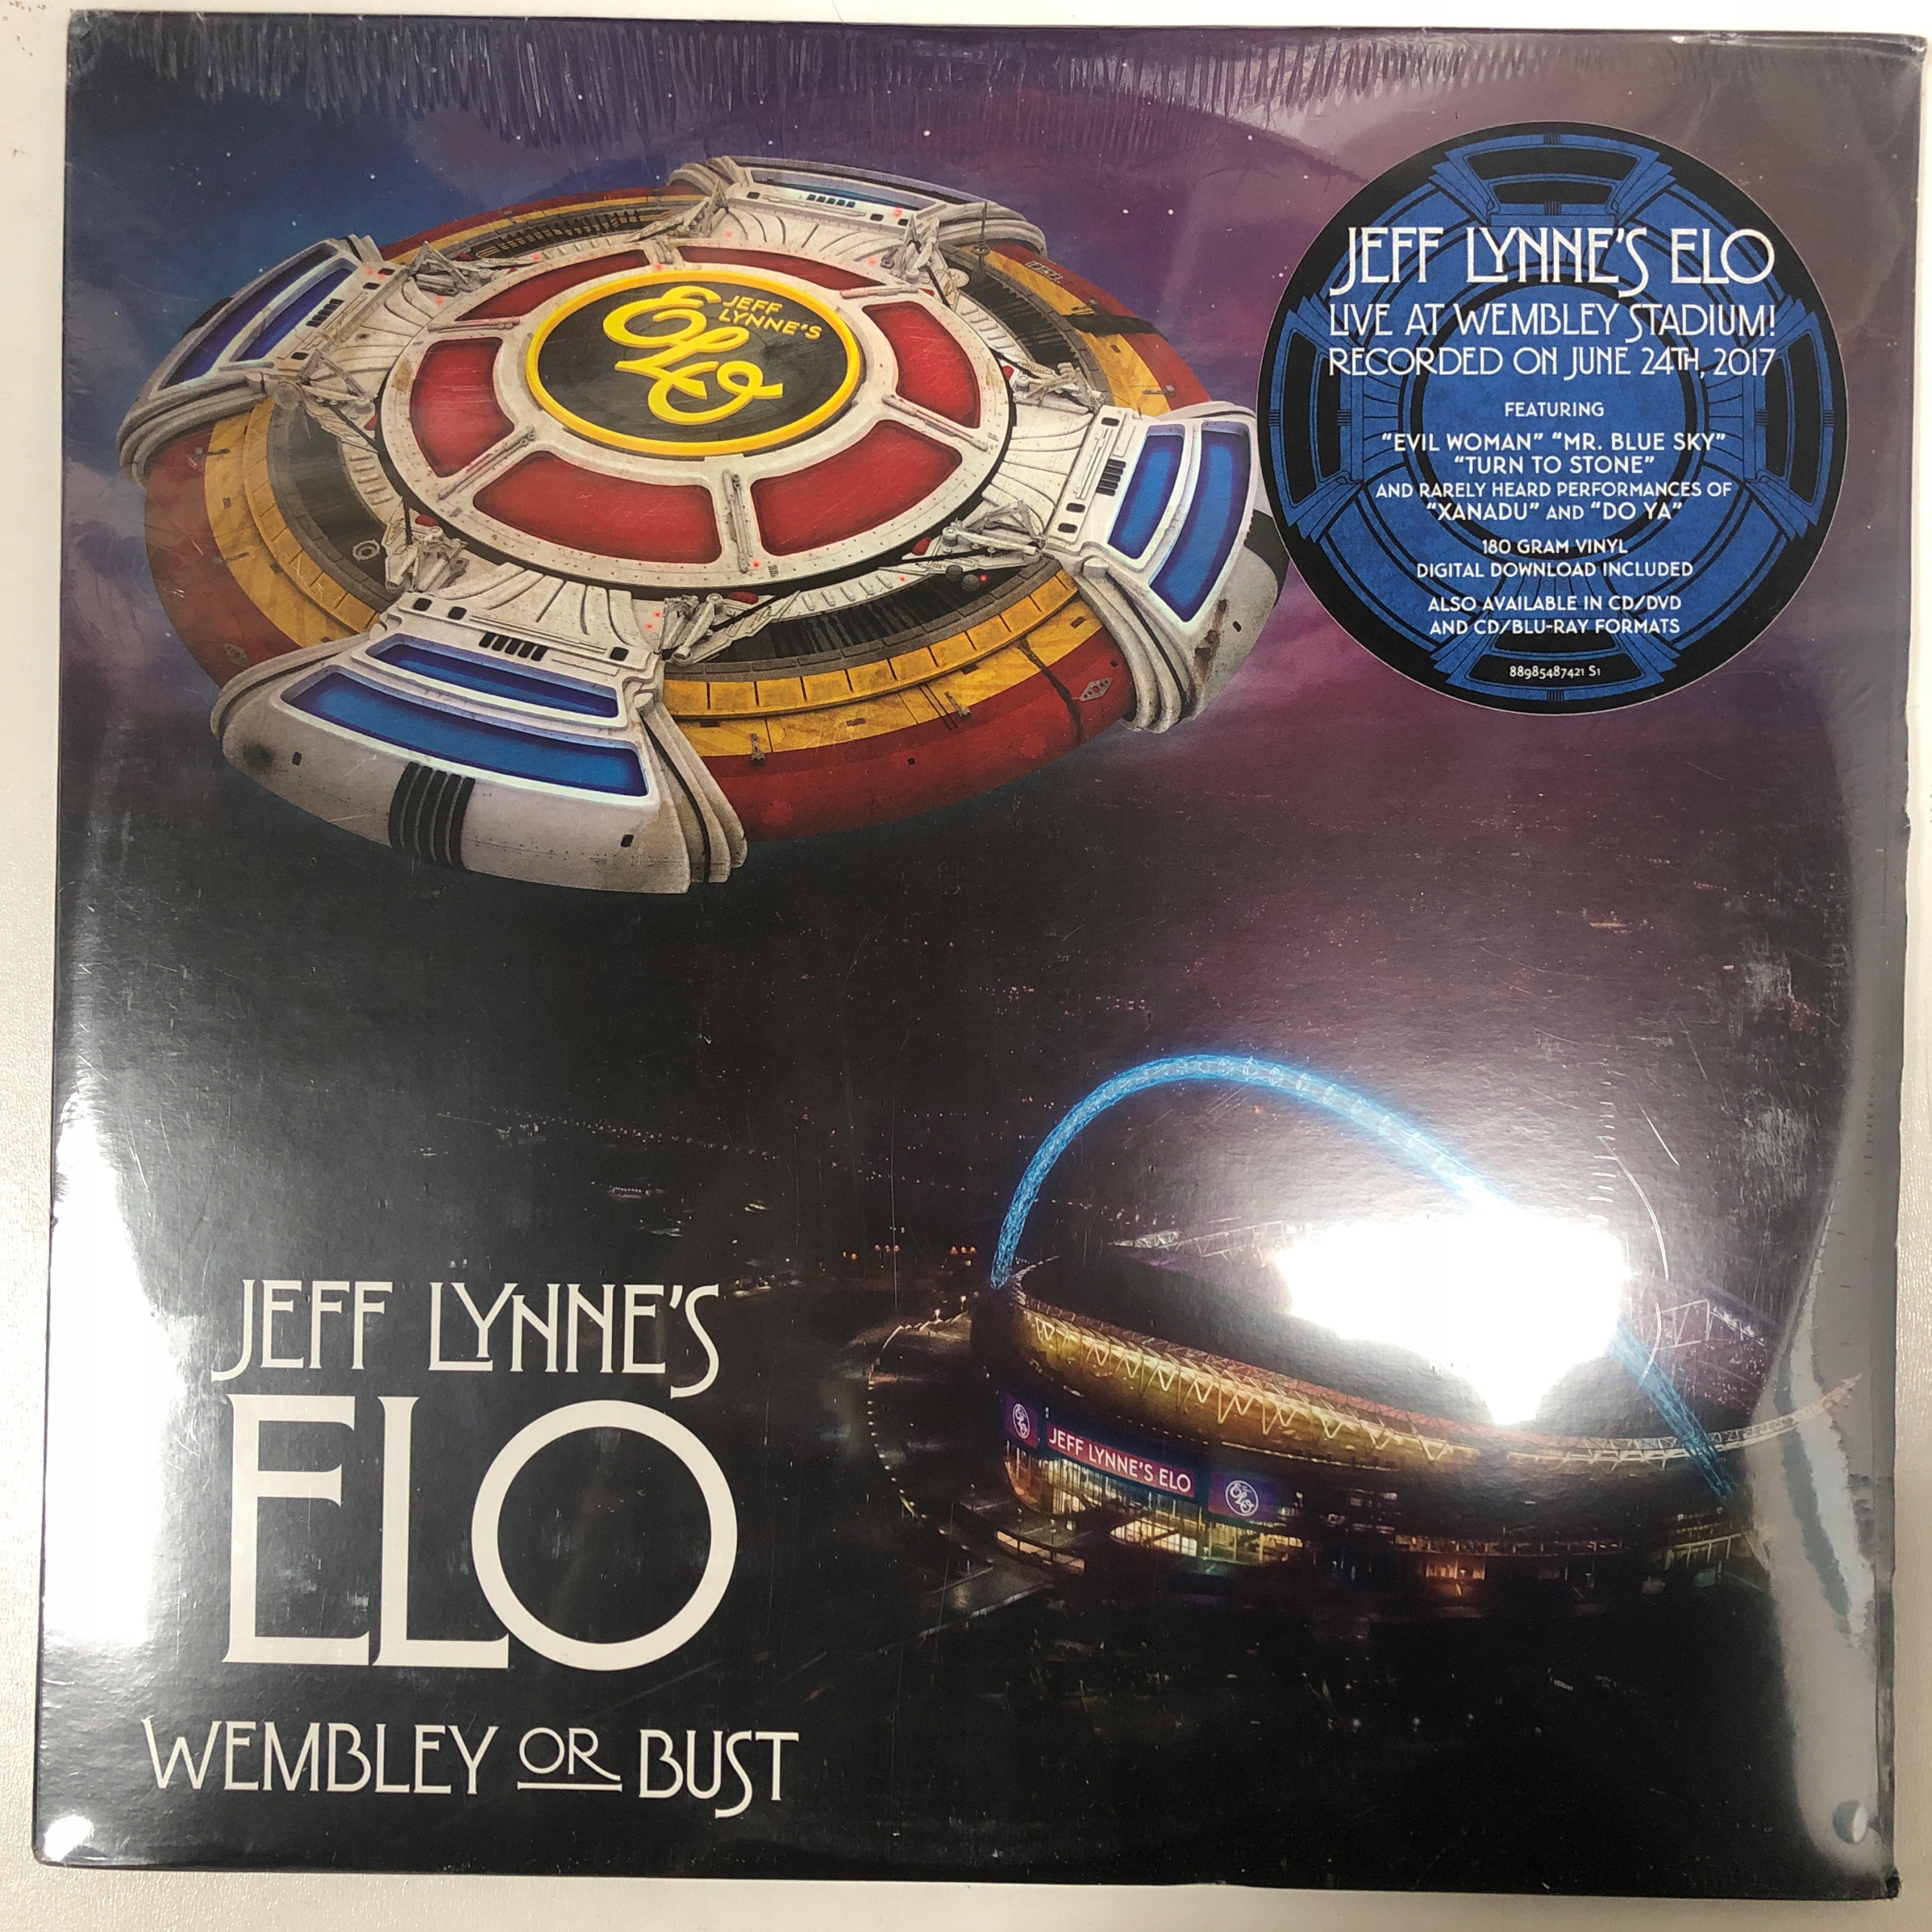 JEFF
LYNNE'S
ELO
JEFF LYNNE'S ELO
LIVE AT WEMBLEY STADIUM!
RECORDED ON JUNE 24TH, 2017
FEATURING
"EVIL WOMAN" "MR. BLUE SKY"
"TURN TO STONE"
AND RARELY HEARD PERFORMANCES OF
"XANADU" AND "DO YA"
180 GRAM VINYL
DIGITAL DOWNLOAD INCLUDED
ALSO AVAILABLE IN CD/DVD
AND CD/BLU-RAY FORMATS
88985487421 S1
JEFF LYNNE'S
ELO
WEMBLEY OR BUST
JEFF LYNNE'S ELO